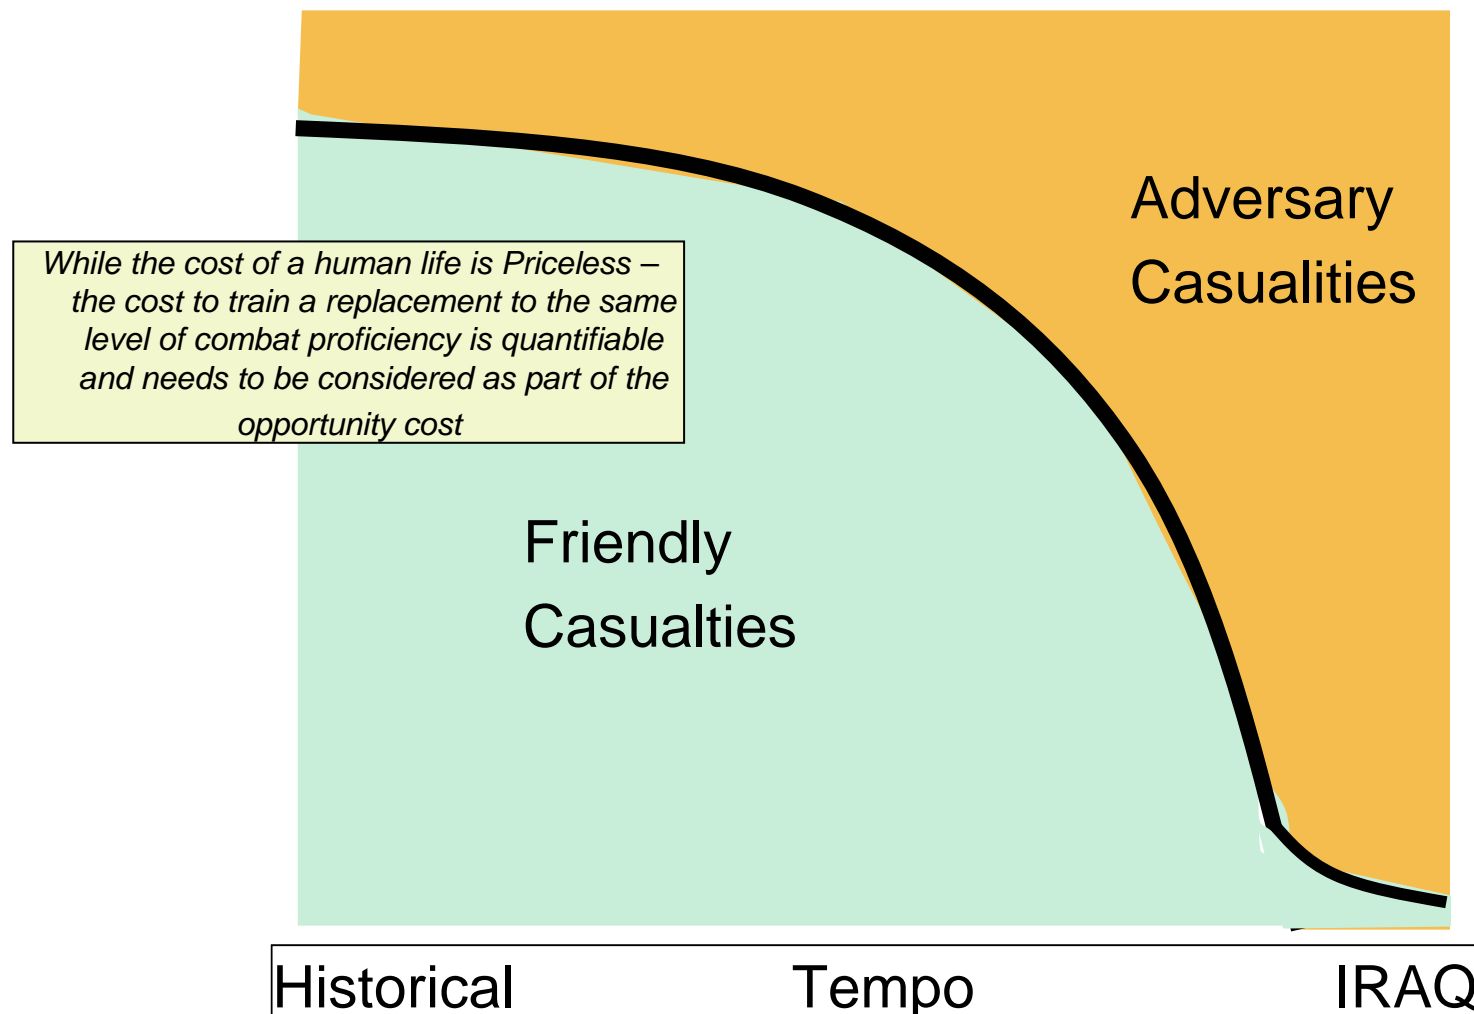 Adversary
Casualities
While the cost of a human life is Priceless –
the cost to train a replacement to the same
level of combat proficiency is quantifiable
and needs to be considered as part of the
opportunity cost
Friendly
Casualties
Historical Tempo IRAQ